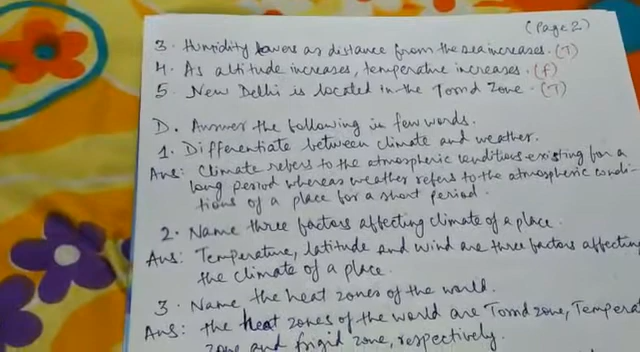 (Page 2)
3. Humidity lowers as distance from the sea increases. (T)
4. As altitude increases, temperature increases. (F)
5. New Delhi is located in the Torrid Zone. (T)
D. Answer the following in few words.
1. Differentiate between climate and weather.
Ans: Climate refers to the atmospheric conditions existing for a
long period whereas weather refers to the atmospheric condi-
tions of a place for a short period.
2. Name three factors affecting climate of a place.
Ans: Temperature, latitude and wind are three factors affecting
the climate of a place.
3. Name the heat zones of the world.
Ans: the heat zones of the world are Torrid zone, Tempera
zone and frigid zone, respectively.